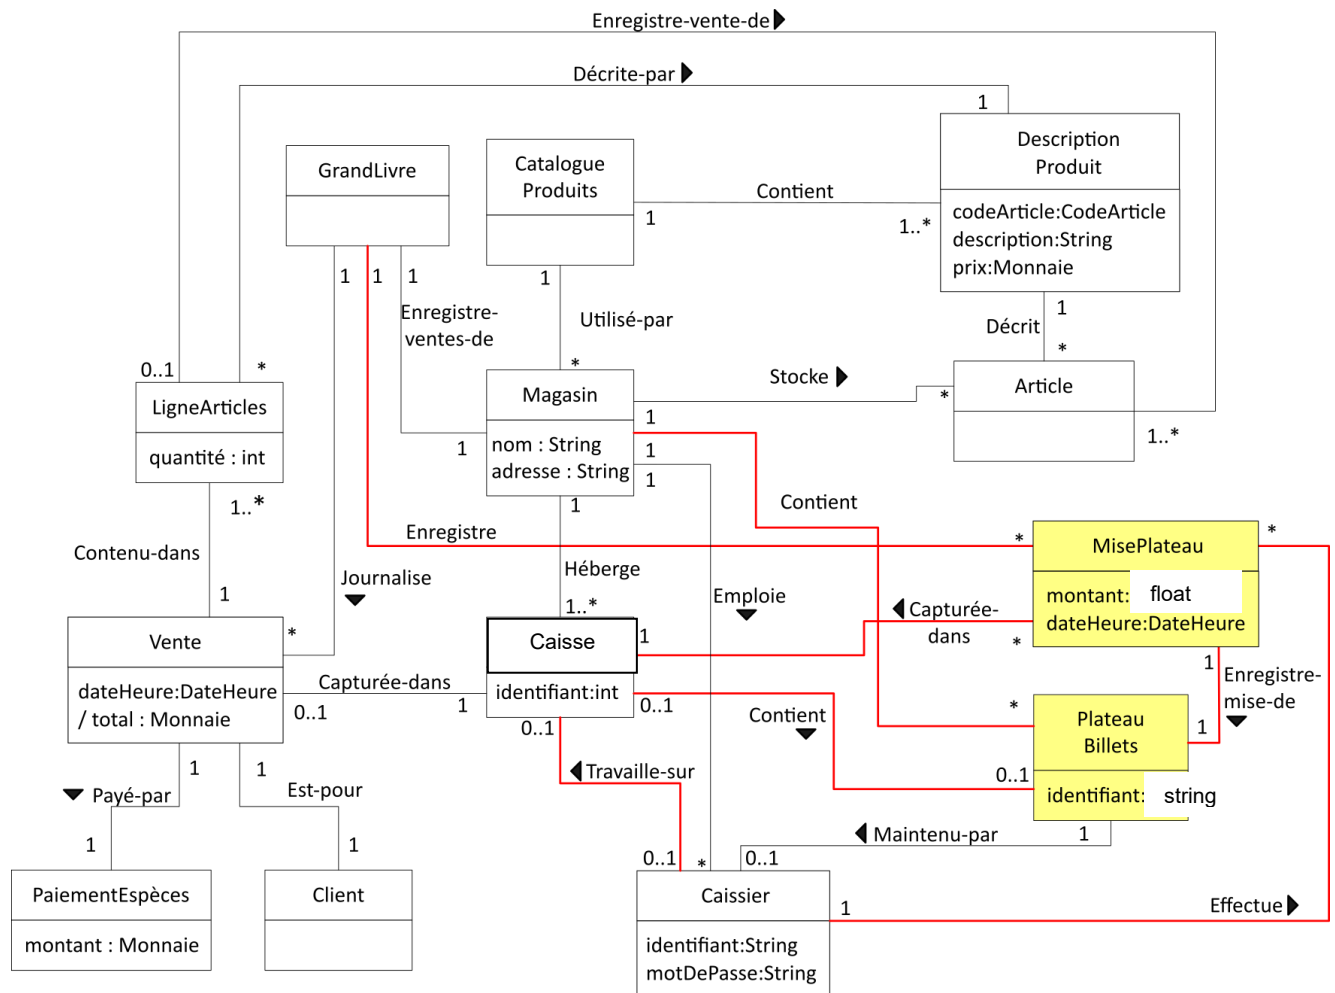 Enregistre-vente-de
Décrite-par
1
Description
Produit
codeArticle:CodeArticle
description:String
prix:Monnaie
GrandLivre
Catalogue
Produits
Contient
1
1..*
1
1
1
1
1
Enregistre-
ventes-de
Utilisé-par
Décrit
0..1
*
*
*
LigneArticles
quantité : int
Magasin
nom : String
adresse : String
Stocke
*
Article
1
1
1
1
1..*
1..*
1
Contient
Enregistre
*
*
MisePlateau
montant:
float
dateHeure:DateHeure
Contenu-dans
Journalise
Héberge
Emploie
1
1..*
Capturée-
dans
*
Vente
dateHeure:DateHeure
/ total : Monnaie
*
Caisse
identifiant:int
1
Capturée-dans
0..1
1
0..1
0..1
1
Enregistre-
mise-de
1
Contient
*
Plateau
Billets
identifiant:
string
0..1
Travaille-sur
1
1
Payé-par
Est-pour
Maintenu-par
1
1
1
0..1
*
0..1
PaiementEspèces
montant : Monnaie
Client
Caissier
identifiant:String
motDePasse:String
1
Effectue